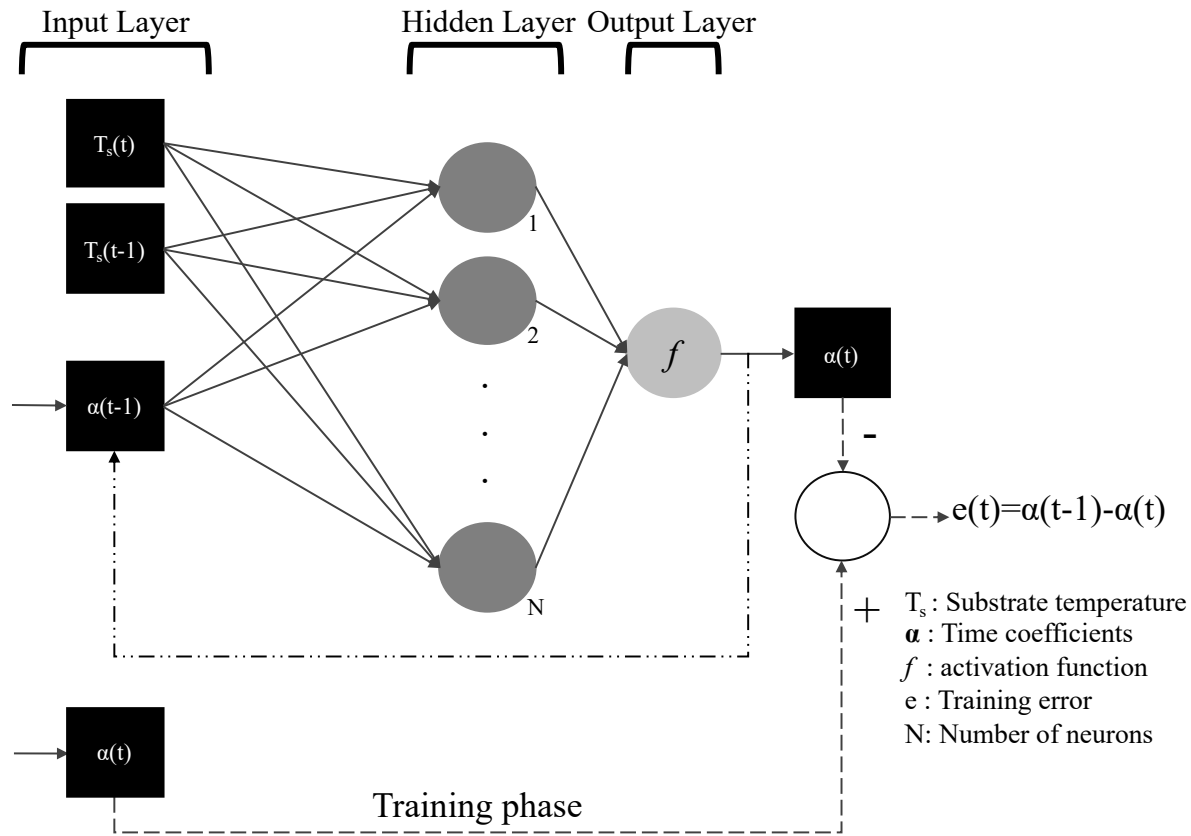 Input Layer
Hidden Layer
Output Layer
Tₛ(t)
Tₛ(t-1)
α(t-1)
1
2
.
.
.
N
f
α(t)
-
e(t)=α(t-1)-α(t)
+
Tₛ : Substrate temperature
α : Time coefficients
f : activation function
e : Training error
N: Number of neurons
α(t)
Training phase